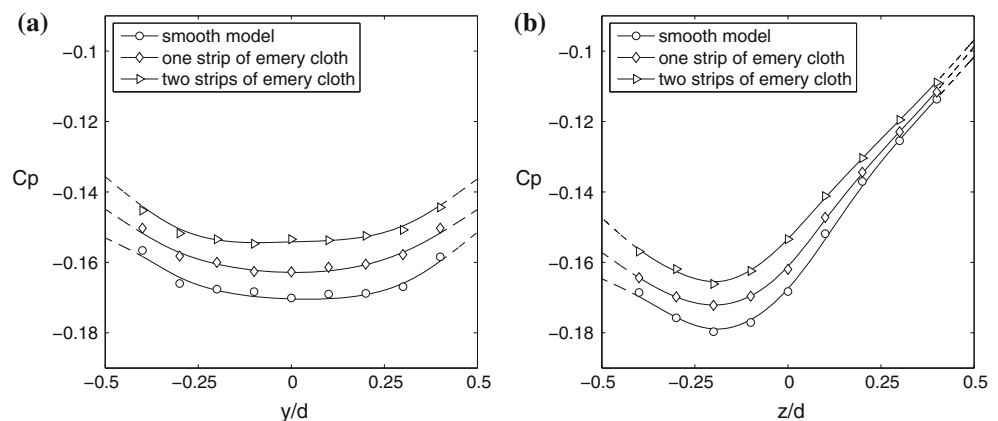 (a)
smooth model
one strip of emery cloth
two strips of emery cloth
Cp
−0.1
−0.12
−0.14
−0.16
−0.18
−0.5
−0.25
0
0.25
0.5
y/d
(b)
smooth model
one strip of emery cloth
two strips of emery cloth
Cp
−0.1
−0.12
−0.14
−0.16
−0.18
−0.5
−0.25
0
0.25
0.5
z/d